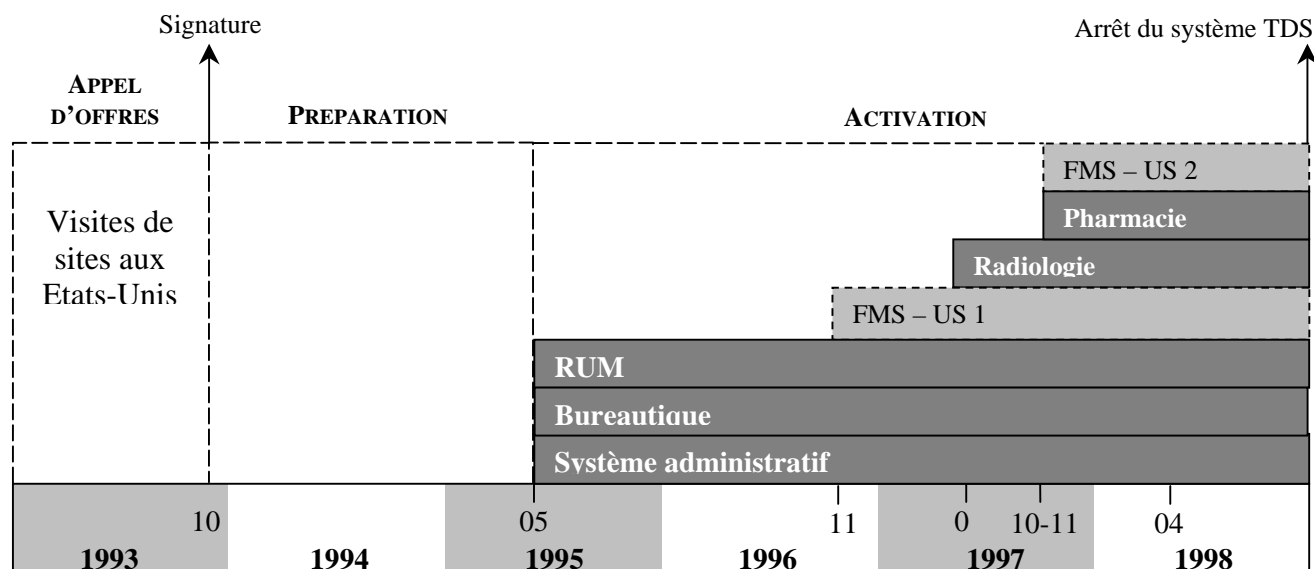 Signature
Arrêt du système TDS
APPEL
D'OFFRES
PREPARATION
ACTIVATION
FMS – US 2
Visites de
sites aux
Etats-Unis
Pharmacie
Radiologie
FMS – US 1
RUM
Bureautique
Système administratif
10 05 11 0 10-11 04
1993 1994 1995 1996 1997 1998